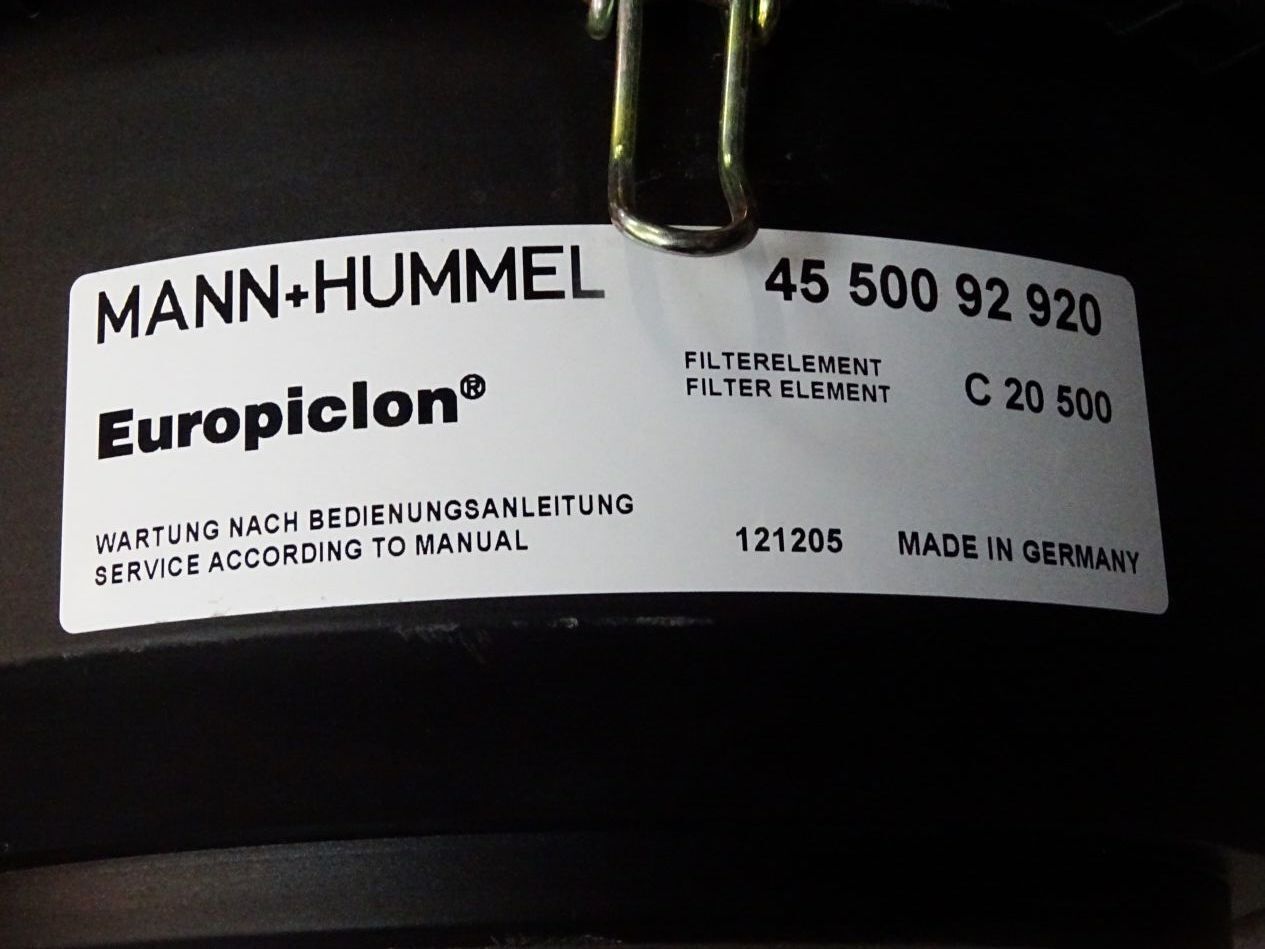 MANN+HUMMEL
45 500 92 920
Europiclon®
FILTERELEMENT
FILTER ELEMENT
C 20 500
WARTUNG NACH BEDIENUNGSANLEITUNG
SERVICE ACCORDING TO MANUAL
121205
MADE IN GERMANY